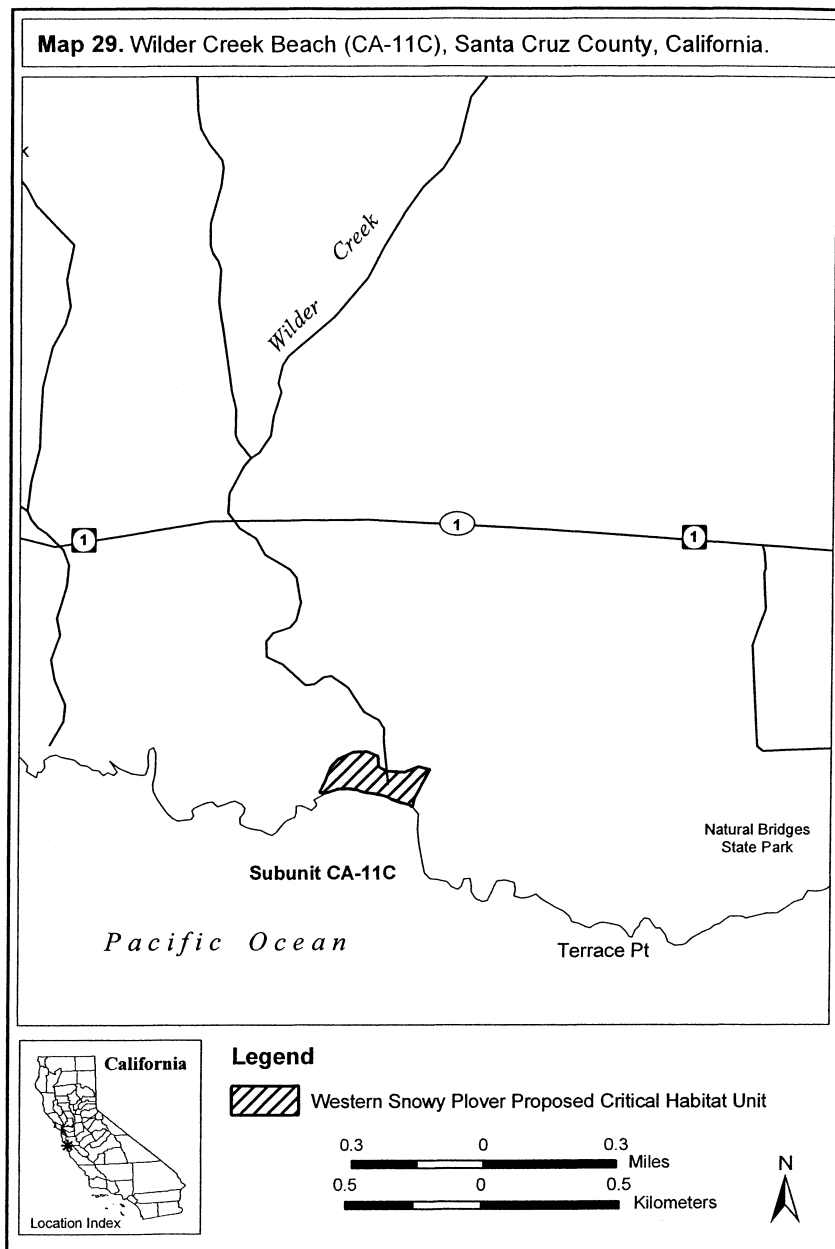 Map 29. Wilder Creek Beach (CA-11C), Santa Cruz County, California.
k
Wilder Creek
1
1
1
Natural Bridges
State Park
Subunit CA-11C
Pacific Ocean
Terrace Pt
California
Location Index
Legend
Western Snowy Plover Proposed Critical Habitat Unit
0.3 0 0.3
Miles
0.5 0 0.5
Kilometers
N